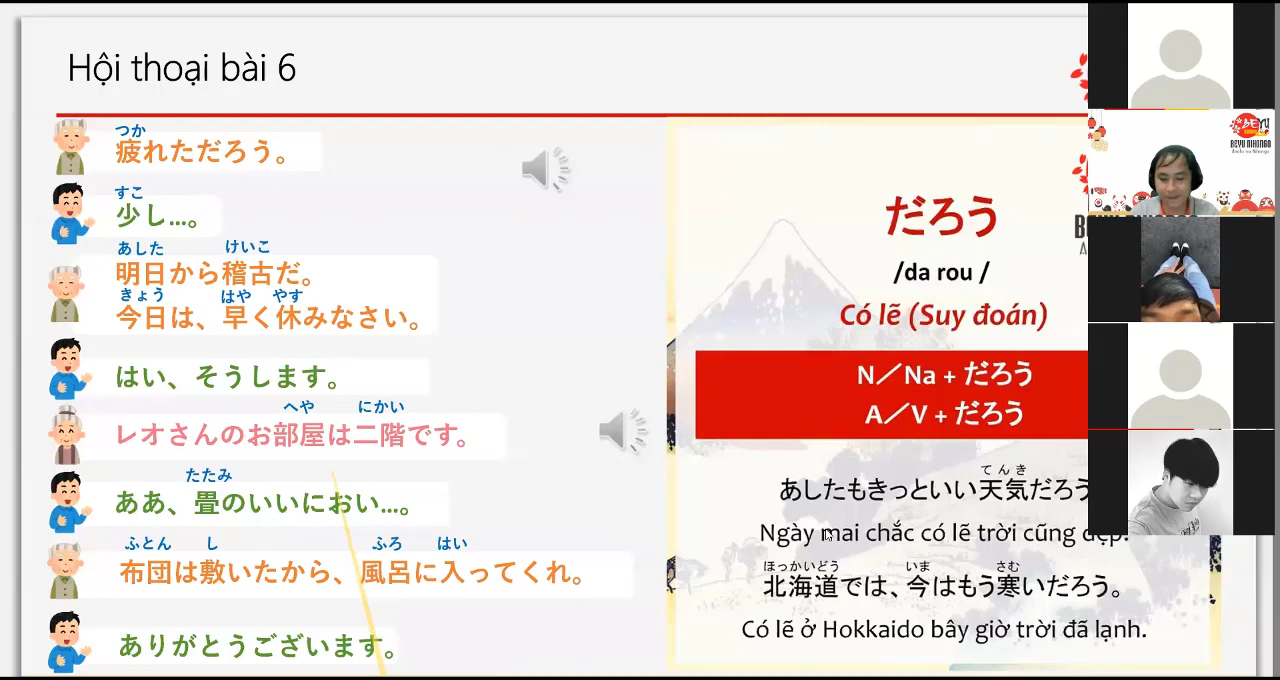 Hội thoại bài 6
つか
疲れただろう。
すこ
少し...。
あした けいこ
明日から稽古だ。
きょう はや やす
今日は、早く休みなさい。
はい、そうします。
へや にかい
レオさんのお部屋は二階です。
たたみ
ああ、畳のいいにおい...。
ふとん し ふろ はい
布団は敷いたから、風呂に入ってくれ。
ありがとうございます。
だろう
/da rou /
Có lẽ (Suy đoán)
N／Na + だろう
A／V + だろう
てんき
あしたもきっといい天気だろう
Ngày mai chắc có lẽ trời cũng đẹp.
ほっかいどう いま さむ
北海道では、今はもう寒いだろう。
Có lẽ ở Hokkaido bây giờ trời đã lạnh.
BEYU
BEYU NIHONGO